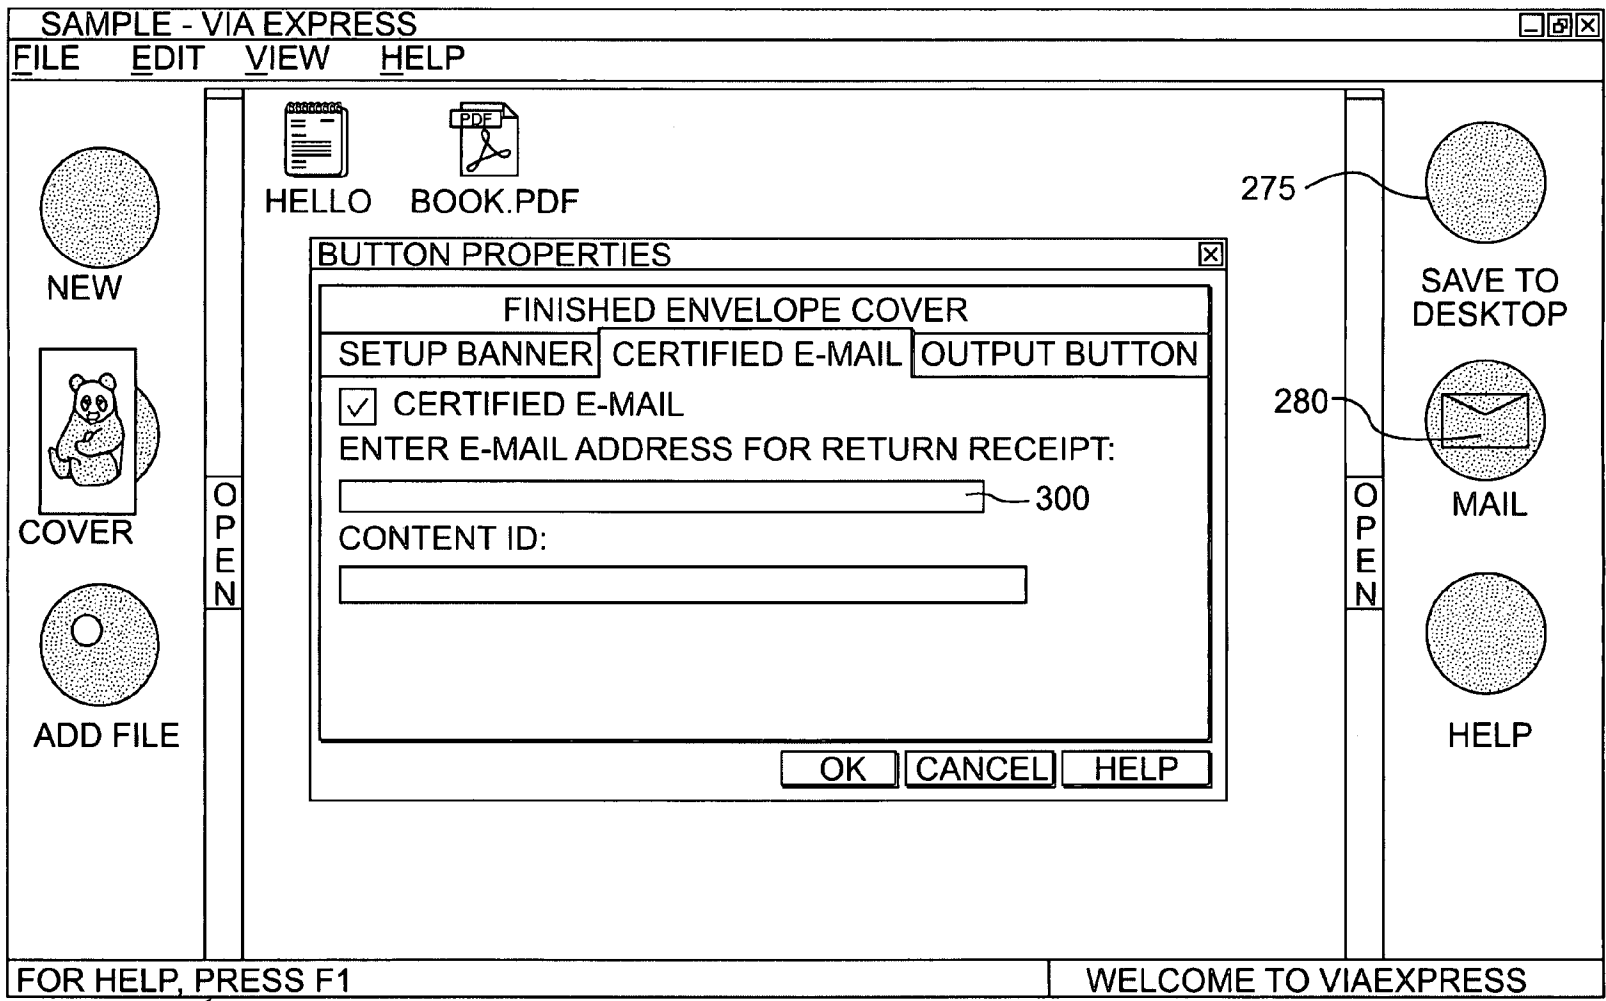 SAMPLE - VIA EXPRESS
FILE EDIT VIEW HELP
NEW
COVER
ADD FILE
OPEN
PDF
HELLO BOOK.PDF
BUTTON PROPERTIES
FINISHED ENVELOPE COVER
SETUP BANNER CERTIFIED E-MAIL OUTPUT BUTTON
CERTIFIED E-MAIL
ENTER E-MAIL ADDRESS FOR RETURN RECEIPT:
300
CONTENT ID:
OK CANCEL HELP
OPEN
275
SAVE TO
DESKTOP
280
MAIL
HELP
FOR HELP, PRESS F1 WELCOME TO VIAEXPRESS